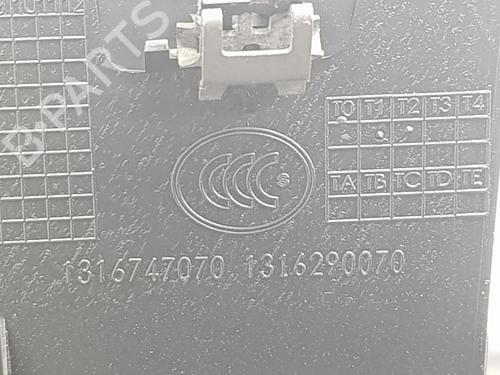 T0 T1 T2 T3 T4
TA TB TC TD TE
CCC S
1316747070 1316290070
B-PARTS